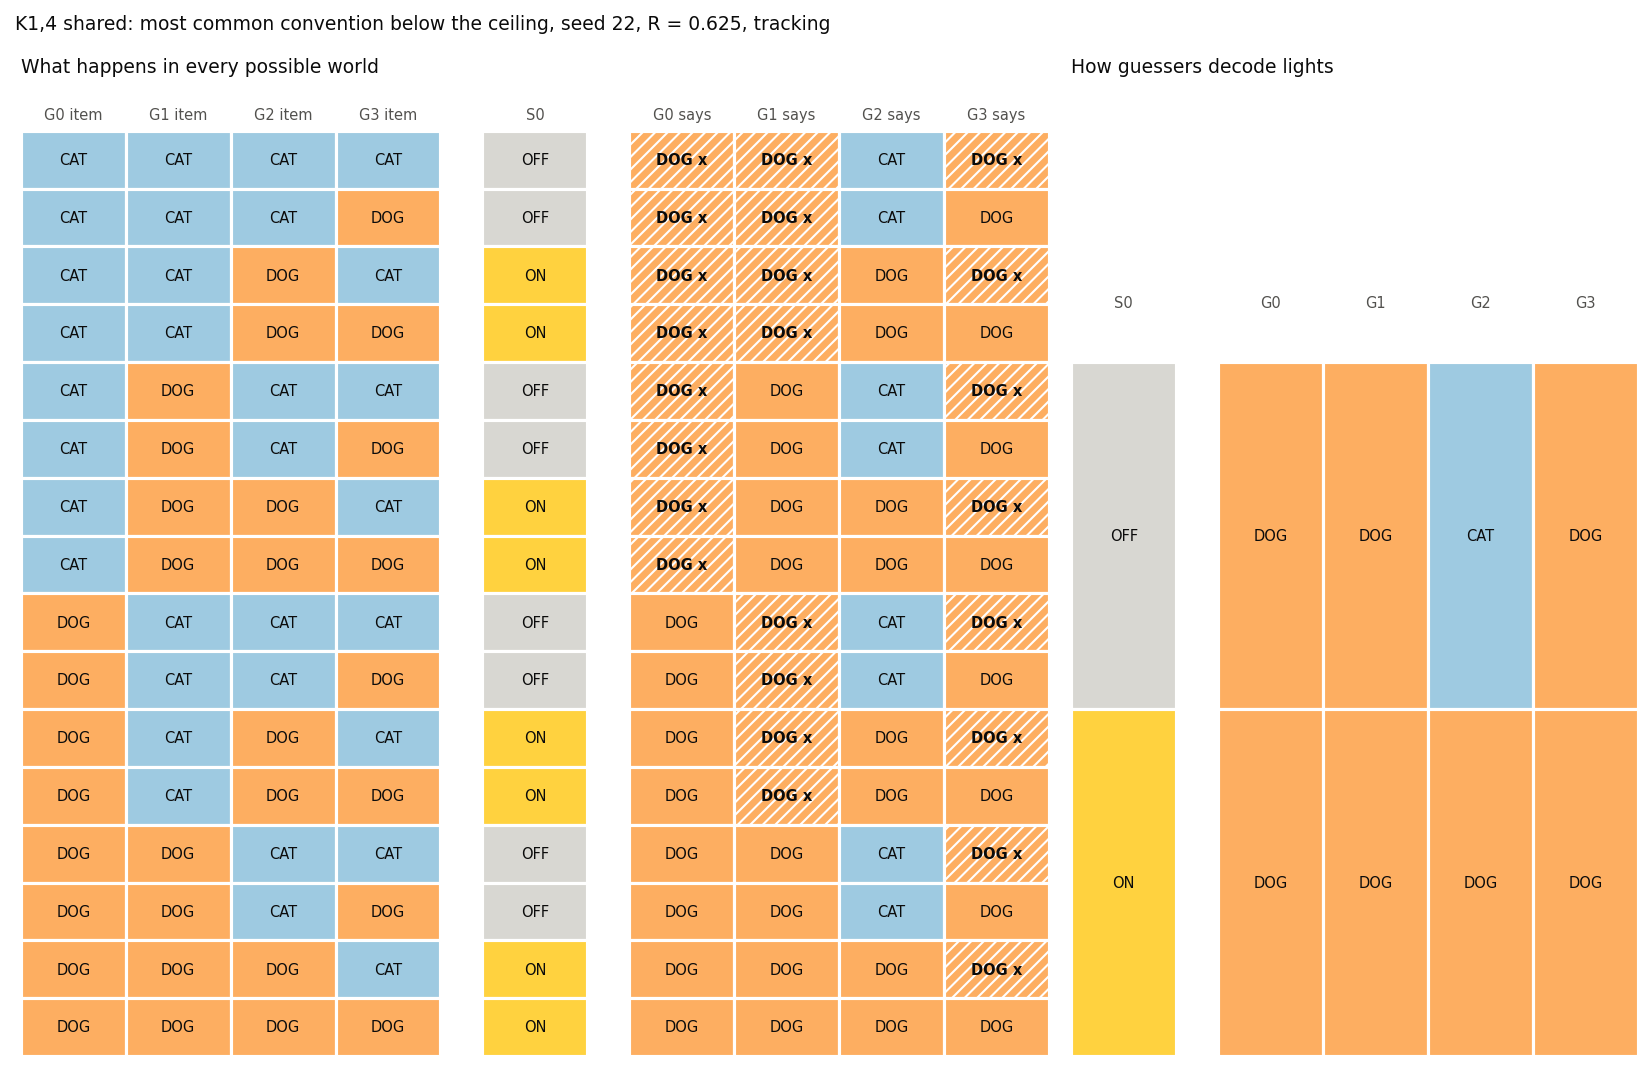 K1,4 shared: most common convention below the ceiling, seed 22, R = 0.625, tracking
What happens in every possible world
How guessers decode lights
G0 item G1 item G2 item G3 item S0 G0 says G1 says G2 says G3 says
CAT CAT CAT CAT OFF DOG x DOG x CAT DOG x
CAT CAT CAT DOG OFF DOG x DOG x CAT DOG
CAT CAT DOG CAT ON DOG x DOG x DOG DOG x
CAT CAT DOG DOG ON DOG x DOG x DOG DOG
CAT DOG CAT CAT OFF DOG x DOG CAT DOG x
CAT DOG CAT DOG OFF DOG x DOG CAT DOG
CAT DOG DOG CAT ON DOG x DOG DOG DOG x
CAT DOG DOG DOG ON DOG x DOG DOG DOG
DOG CAT CAT CAT OFF DOG DOG x CAT DOG x
DOG CAT CAT DOG OFF DOG DOG x CAT DOG
DOG CAT DOG CAT ON DOG DOG x DOG DOG x
DOG CAT DOG DOG ON DOG DOG x DOG DOG
DOG DOG CAT CAT OFF DOG DOG CAT DOG x
DOG DOG CAT DOG OFF DOG DOG CAT DOG
DOG DOG DOG CAT ON DOG DOG DOG DOG x
DOG DOG DOG DOG ON DOG DOG DOG DOG
S0 G0 G1 G2 G3
OFF DOG DOG CAT DOG
ON DOG DOG DOG DOG